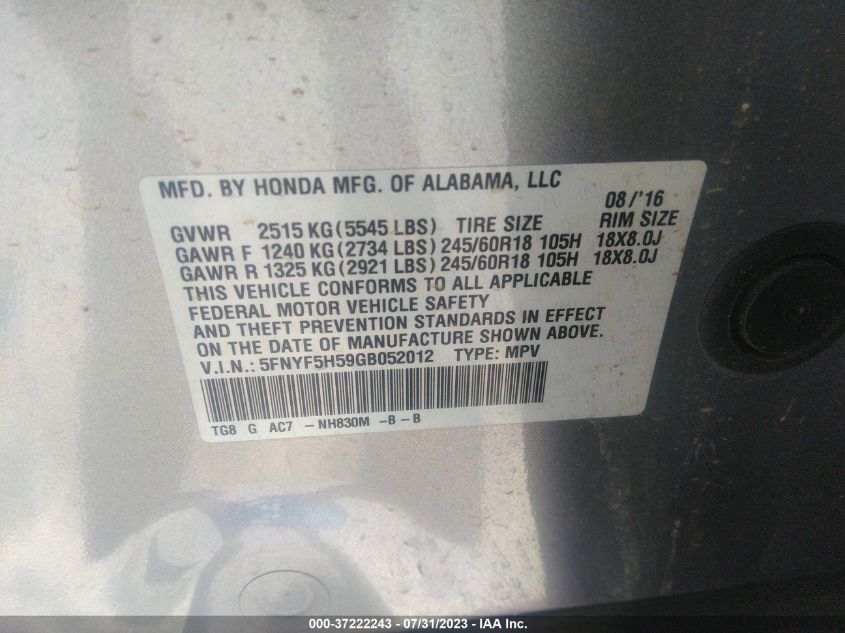 MFD. BY HONDA MFG. OF ALABAMA, LLC 08/'16
GVWR 2515 KG (5545 LBS) TIRE SIZE RIM SIZE
GAWR F 1240 KG (2734 LBS) 245/60R18 105H 18X8.0J
GAWR R 1325 KG (2921 LBS) 245/60R18 105H 18X8.0J
THIS VEHICLE CONFORMS TO ALL APPLICABLE
FEDERAL MOTOR VEHICLE SAFETY
AND THEFT PREVENTION STANDARDS IN EFFECT
ON THE DATE OF MANUFACTURE SHOWN ABOVE.
V.I.N.: 5FNYF5H59GB052012 TYPE: MPV
TG8 G AC7 -NH830M -B-B
000-37222243 - 07/31/2023 - IAA Inc.